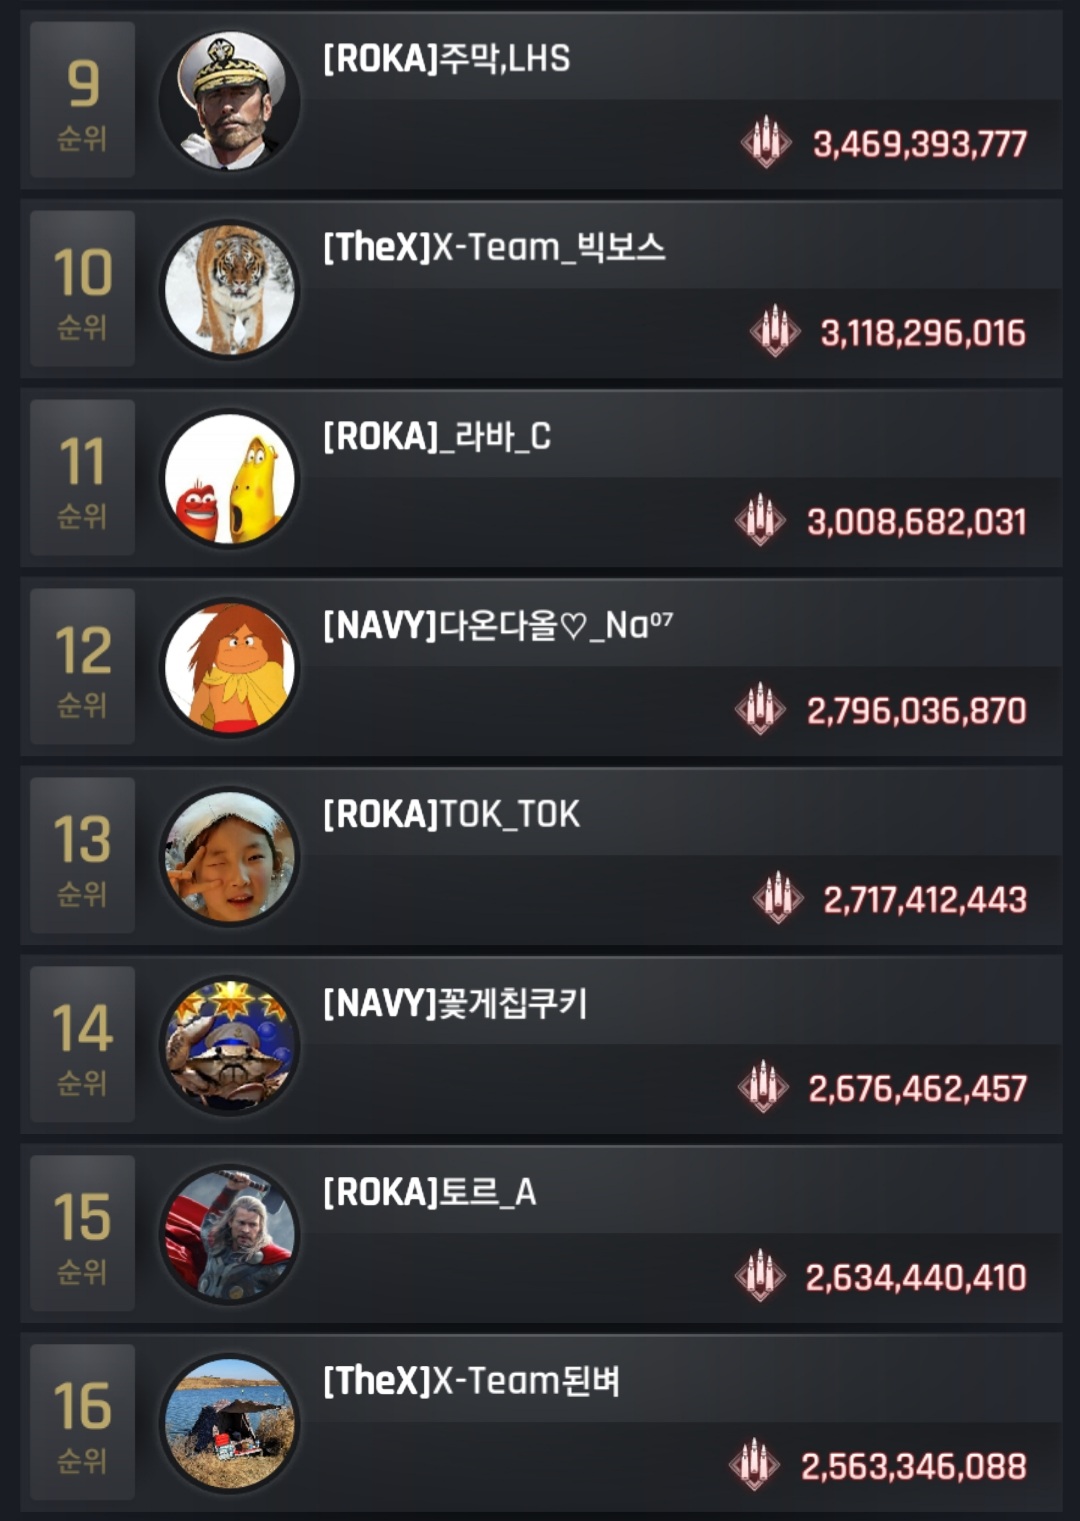 9
순위
[ROKA]주막,LHS
3,469,393,777
10
순위
[TheX]X-Team_빅보스
3,118,296,016
11
순위
[ROKA]_라바_C
3,008,682,031
12
순위
[NAVY]다온다올♡_Na⁰⁷
2,796,036,870
13
순위
[ROKA]TOK_TOK
2,717,412,443
14
순위
[NAVY]꽃게칩쿠키
2,676,462,457
15
순위
[ROKA]토르_A
2,634,440,410
16
순위
[TheX]X-Team된벼
2,563,346,088